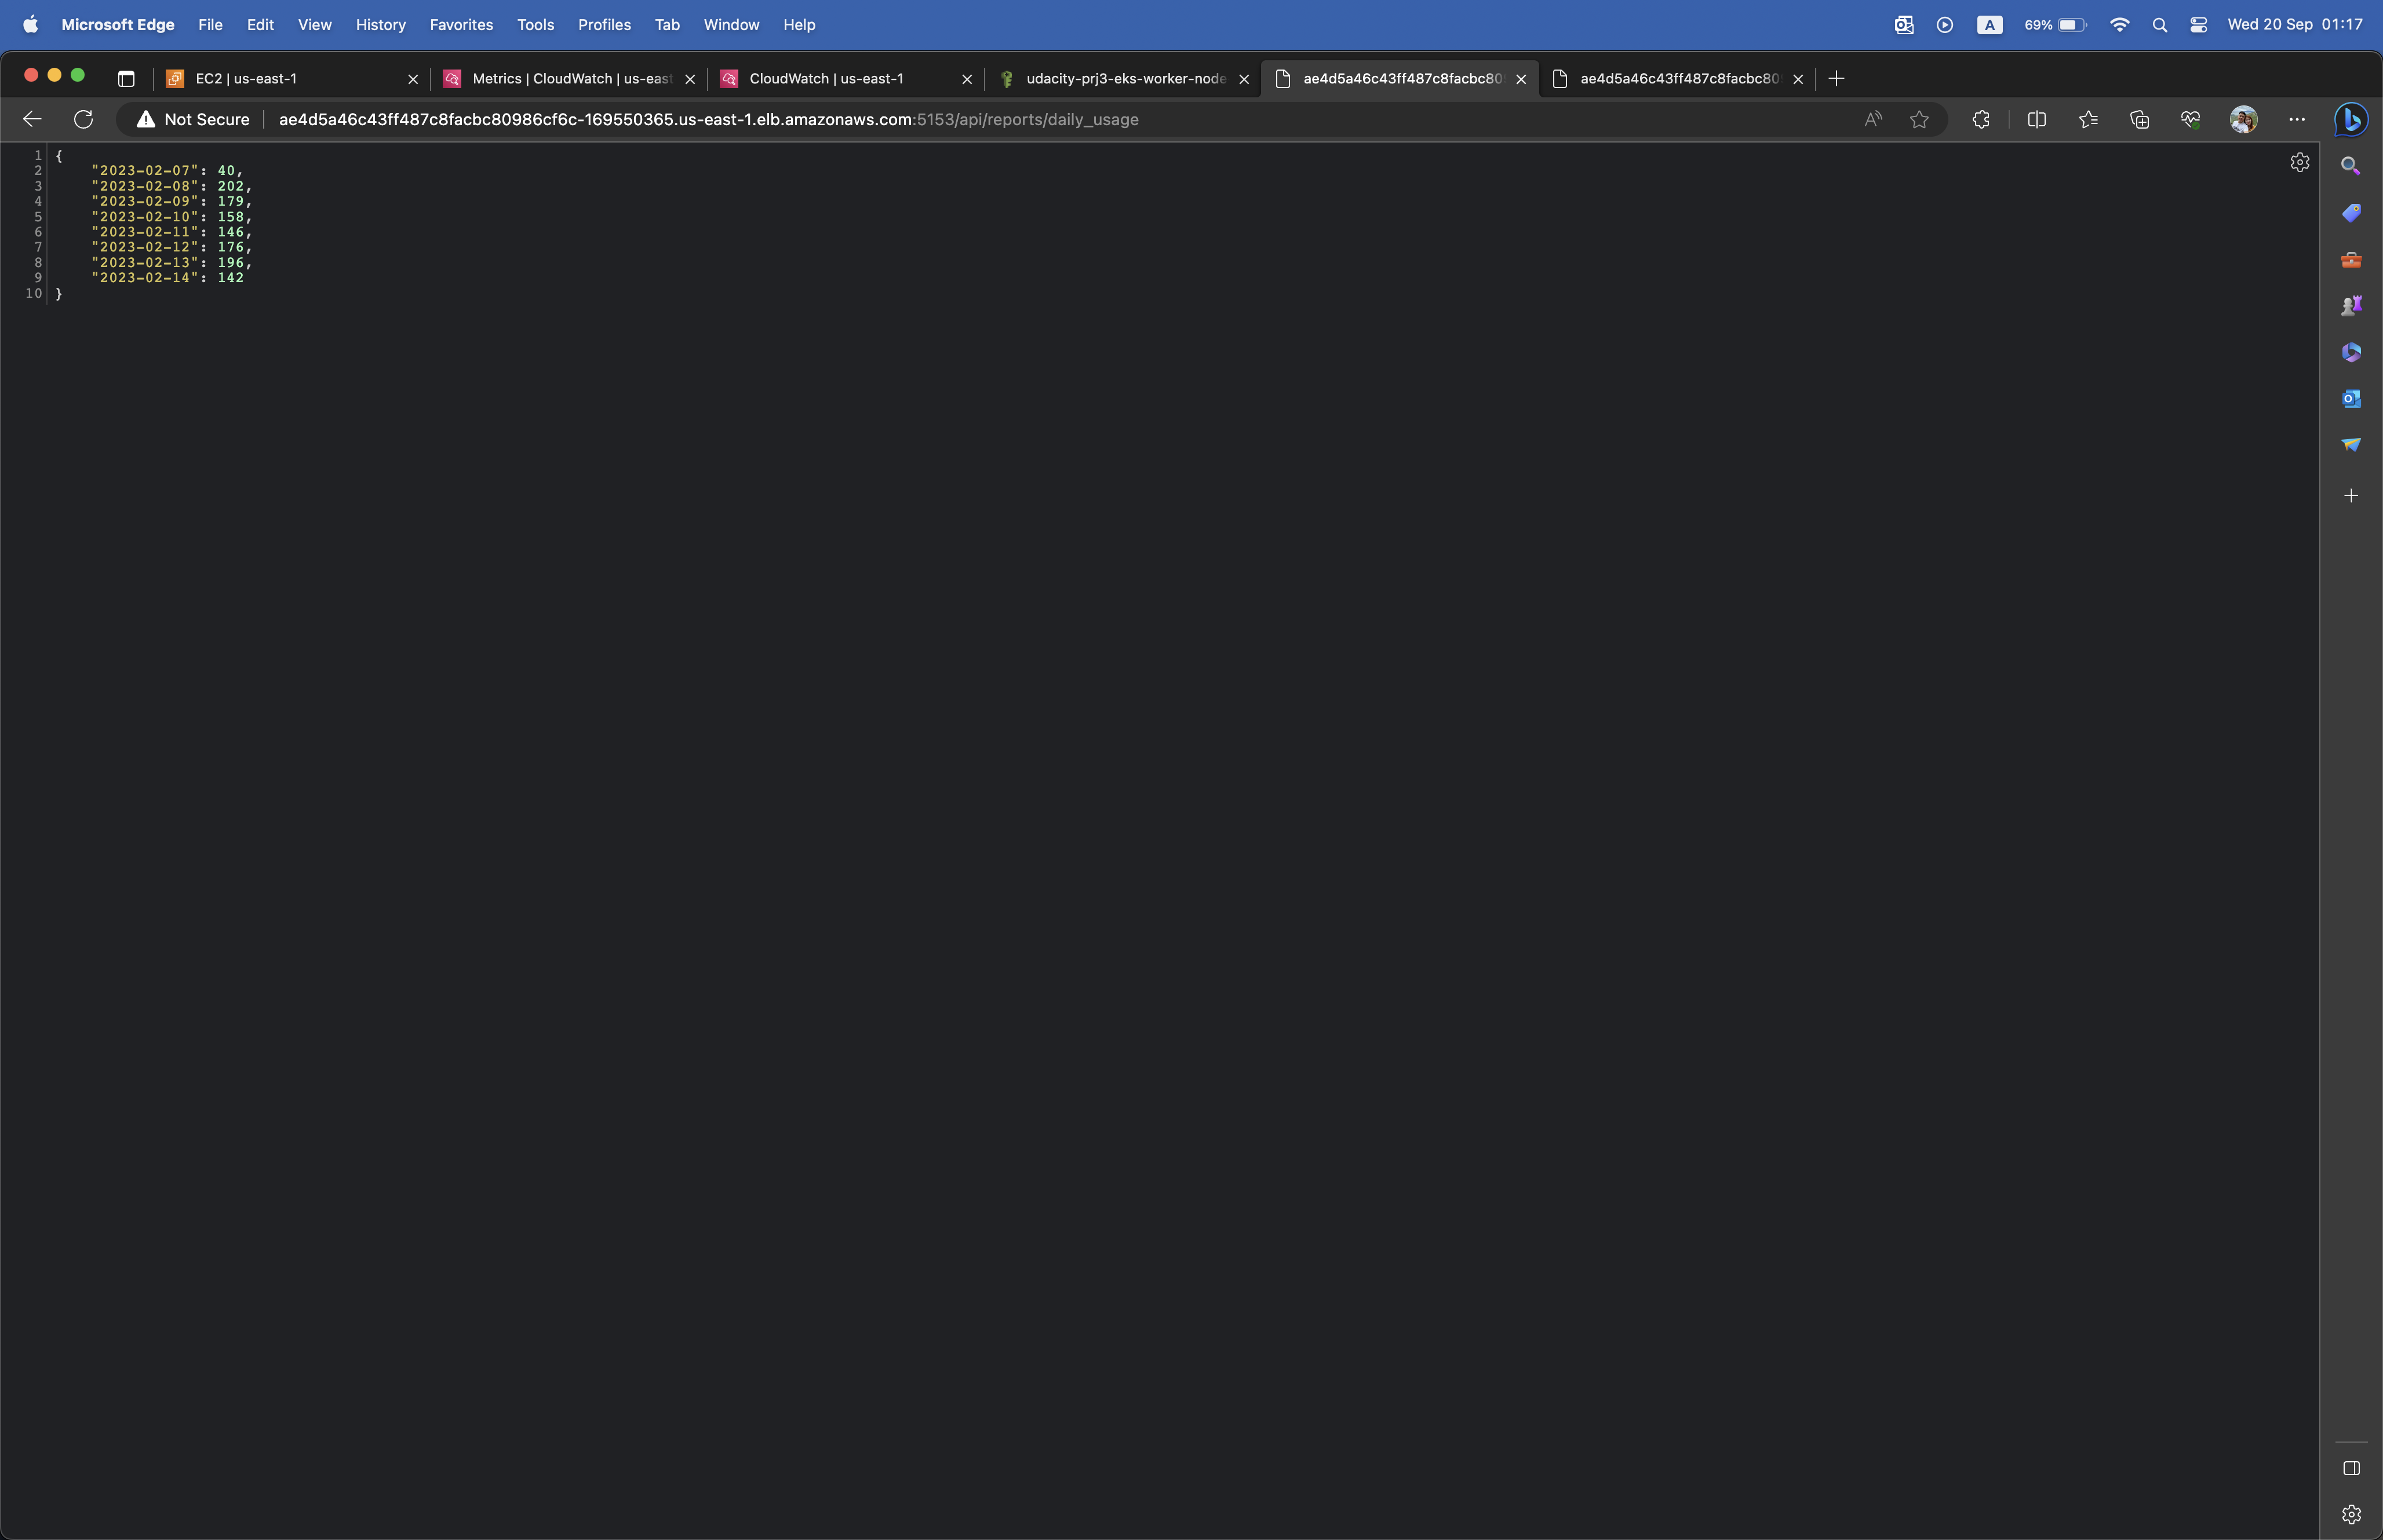 Microsoft Edge File Edit View History Favorites Tools Profiles Tab Window Help A 69% Wed 20 Sep 01:17
EC2 | us-east-1 Metrics | CloudWatch | us-east CloudWatch | us-east-1 udacity-prj3-eks-worker-node ae4d5a46c43ff487c8facbc809 ae4d5a46c43ff487c8facbc80
Not Secure ae4d5a46c43ff487c8facbc80986cf6c-169550365.us-east-1.elb.amazonaws.com:5153/api/reports/daily_usage
1 {
2 "2023-02-07": 40,
3 "2023-02-08": 202,
4 "2023-02-09": 179,
5 "2023-02-10": 158,
6 "2023-02-11": 146,
7 "2023-02-12": 176,
8 "2023-02-13": 196,
9 "2023-02-14": 142
10 }